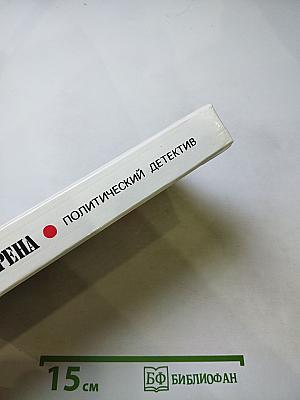 РЕНА ● ПОЛИТИЧЕСКИЙ ДЕТЕКТИВ
15 см БФ БИБЛИОФАН